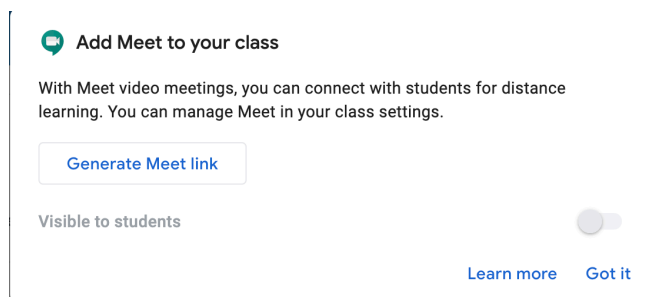 Add Meet to your class
With Meet video meetings, you can connect with students for distance
learning. You can manage Meet in your class settings.
Generate Meet link
Visible to students
Learn more Got it